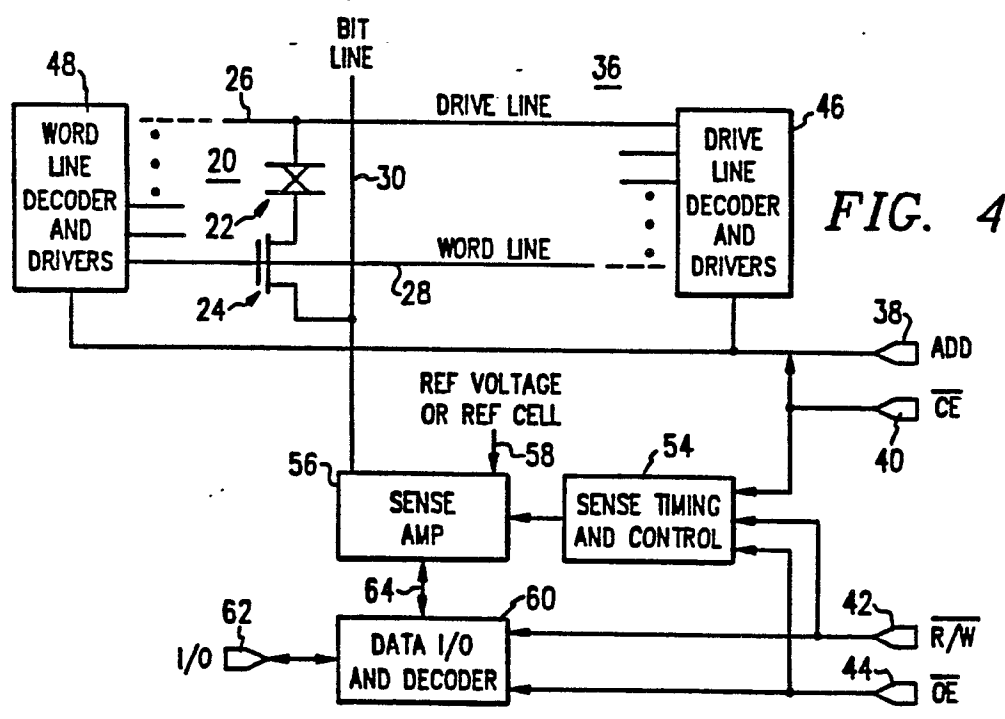 BIT
LINE
36
48
26
DRIVE LINE
46
WORD
LINE
DECODER
AND
DRIVERS
20
22
30
DRIVE
LINE
DECODER
AND
DRIVERS
FIG. 4
WORD LINE
24
28
38
ADD
REF VOLTAGE
OR REF CELL
CE
40
58
54
56
SENSE
AMP
SENSE TIMING
AND CONTROL
64
60
62
I/O
DATA I/O
AND DECODER
42
R/W
44
OE